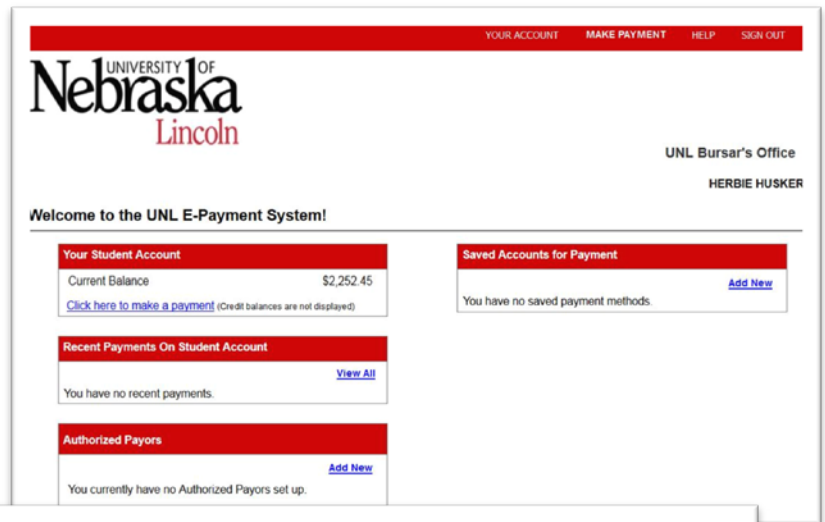 YOUR ACCOUNT MAKE PAYMENT HELP SIGN OUT
UNIVERSITY OF
Nebraska
Lincoln
UNL Bursar's Office
HERBIE HUSKER
Welcome to the UNL E-Payment System!
Your Student Account
Current Balance $2,252.45
Click here to make a payment (Credit balances are not displayed)
Saved Accounts for Payment
Add New
You have no saved payment methods.
Recent Payments On Student Account
View All
You have no recent payments.
Authorized Payors
Add New
You currently have no Authorized Payors set up.